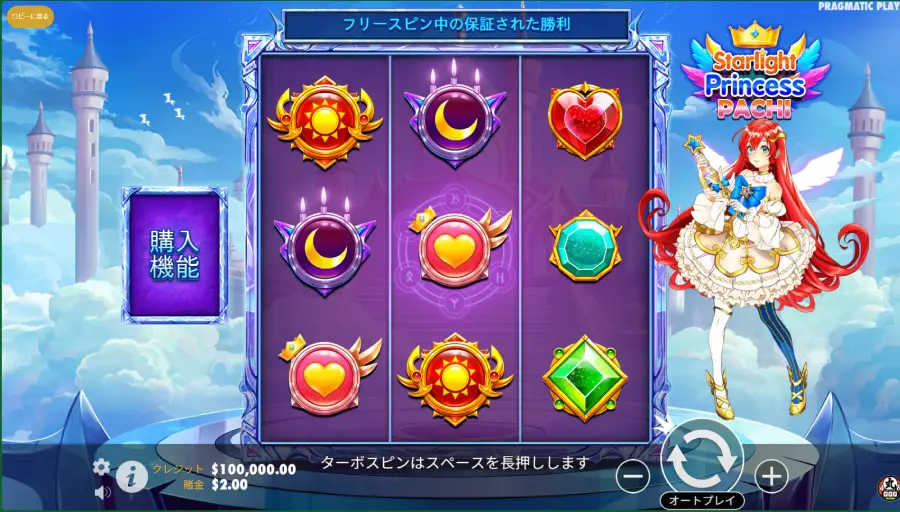 ロビーに戻る
PRAGMATIC PLAY
フリースピン中の保証された勝利
Starlight
Princess
PACHI
購入
機能
クレジット $100,000.00
賭金 $2.00
ターボスピンはスペースを長押しします
オートプレイ